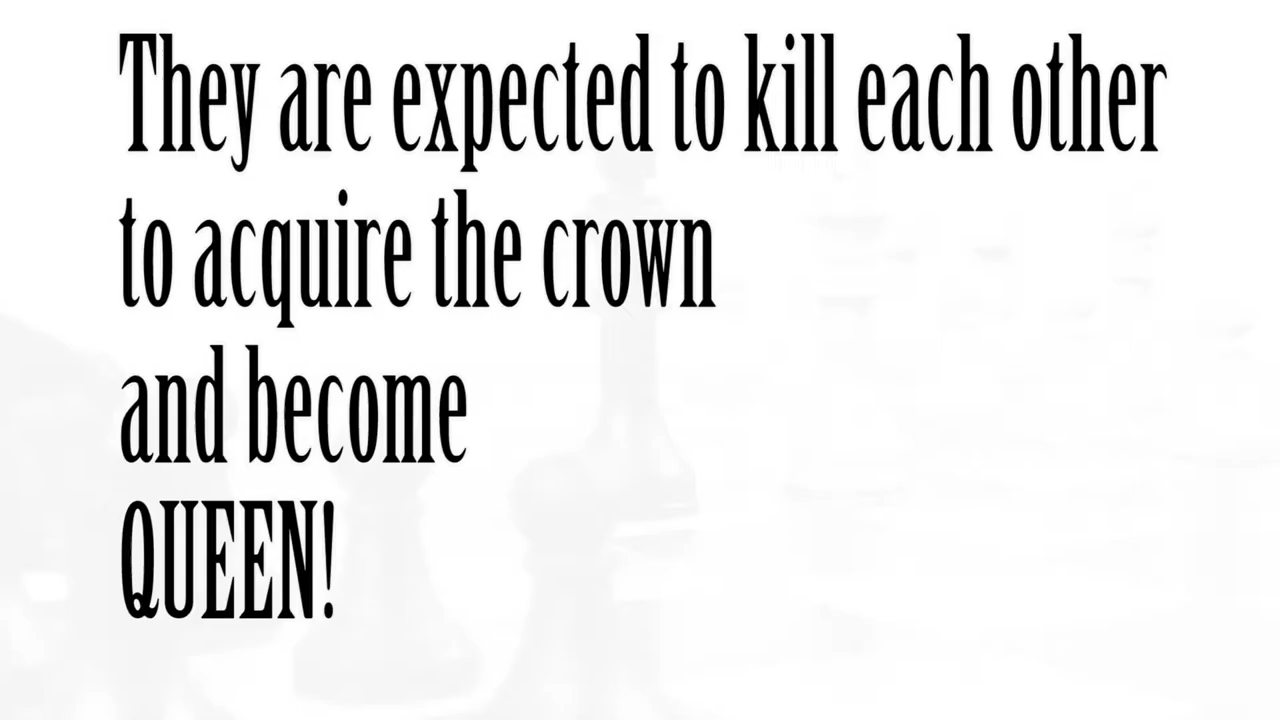 They are expected to kill each other
to acquire the crown
and become
QUEEN!